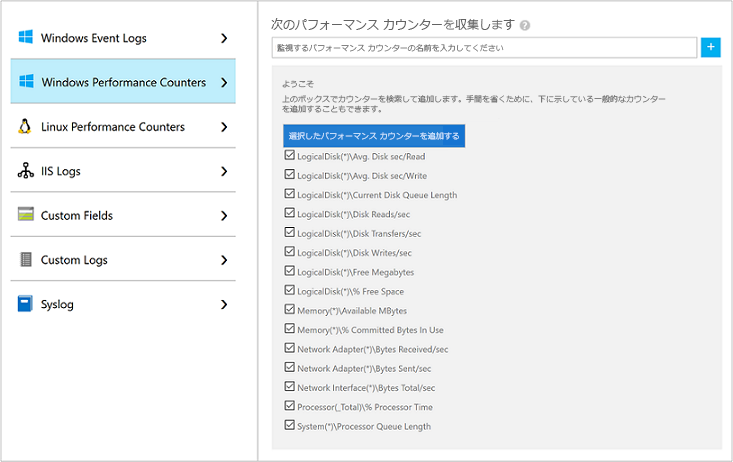 Windows Event Logs
Windows Performance Counters
Linux Performance Counters
IIS Logs
Custom Fields
Custom Logs
Syslog
次のパフォーマンス カウンターを収集します ?
監視するパフォーマンス カウンターの名前を入力してください
+
ようこそ
上のボックスでカウンターを検索して追加します。手間を省くために、下に示している一般的なカウンター
を追加することもできます。
選択したパフォーマンス カウンターを追加する
LogicalDisk(*)\Avg. Disk sec/Read
LogicalDisk(*)\Avg. Disk sec/Write
LogicalDisk(*)\Current Disk Queue Length
LogicalDisk(*)\Disk Reads/sec
LogicalDisk(*)\Disk Transfers/sec
LogicalDisk(*)\Disk Writes/sec
LogicalDisk(*)\Free Megabytes
LogicalDisk(*)\% Free Space
Memory(*)\Available MBytes
Memory(*)\% Committed Bytes In Use
Network Adapter(*)\Bytes Received/sec
Network Adapter(*)\Bytes Sent/sec
Network Interface(*)\Bytes Total/sec
Processor(_Total)\% Processor Time
System(*)\Processor Queue Length